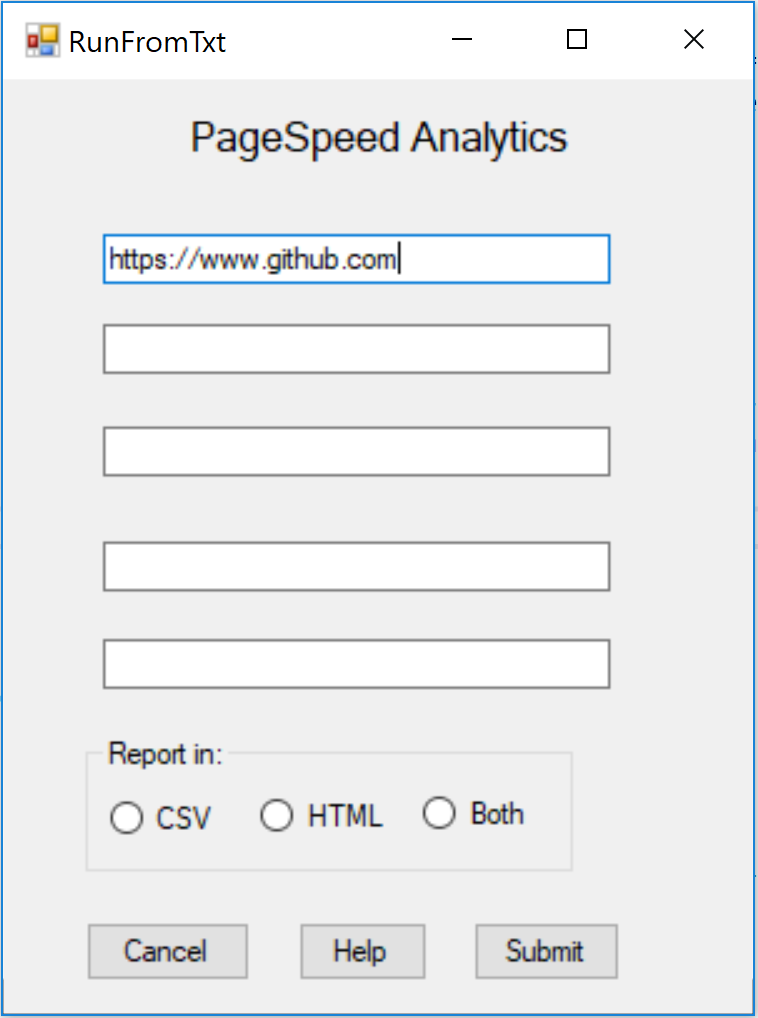 RunFromTxt
PageSpeed Analytics
https://www.github.com
Report in:
CSV HTML Both
Cancel Help Submit